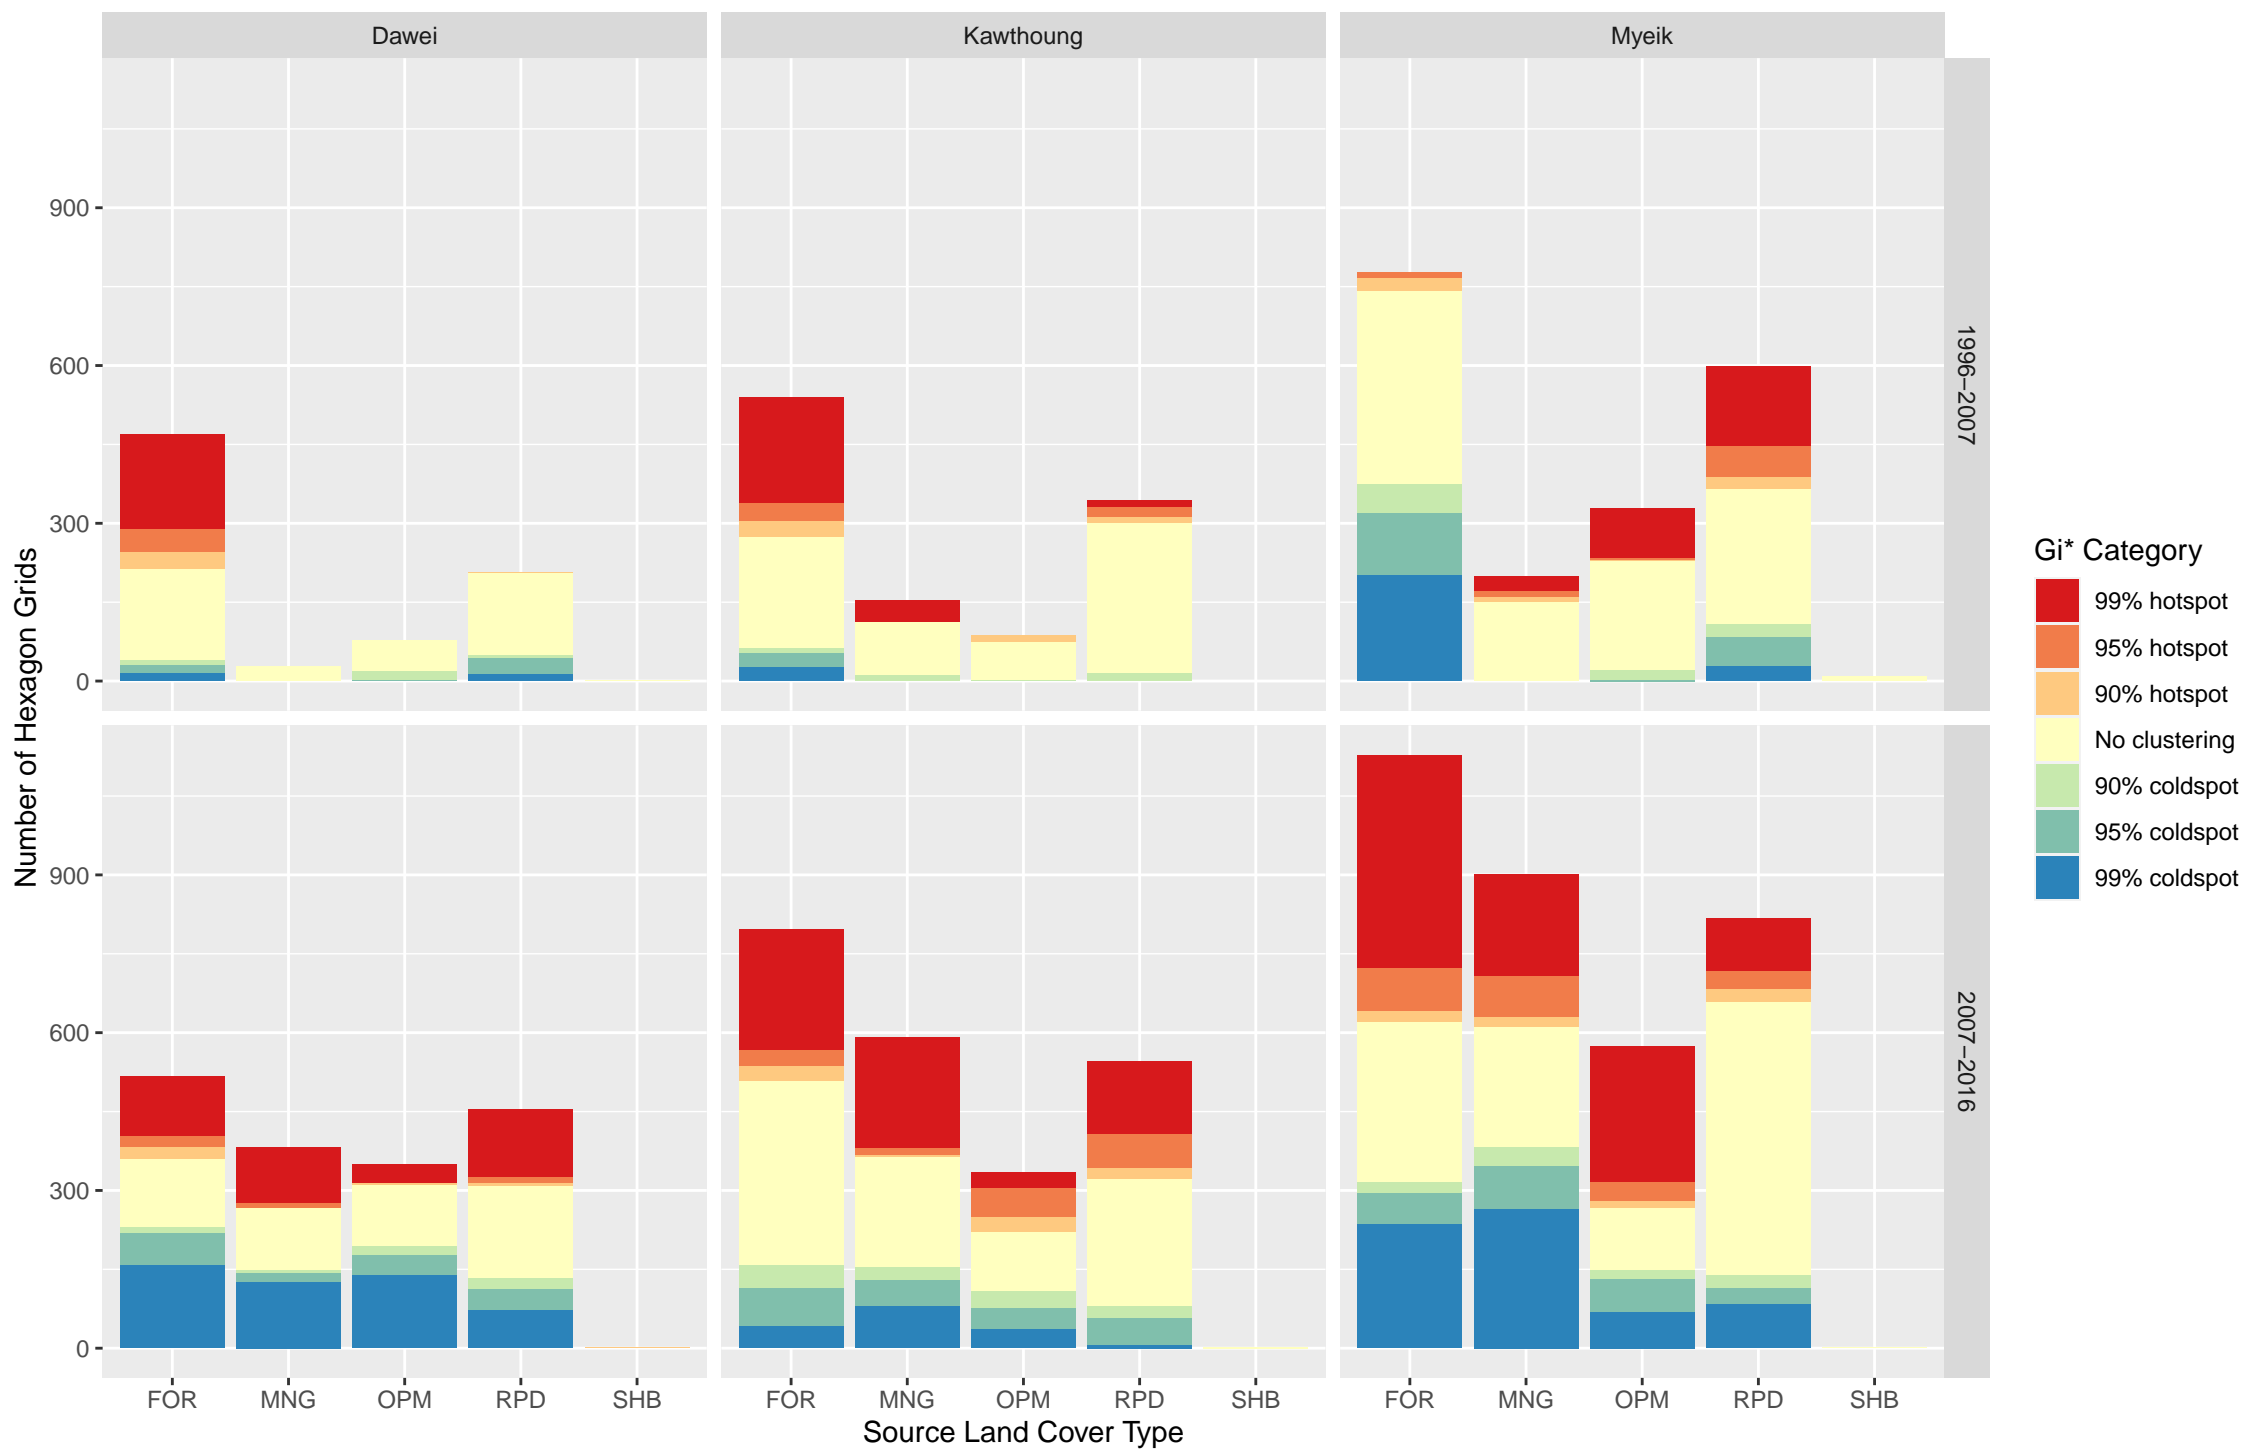 Dawei
Kawthoung
Myeik
900
600
300
0
1996–2007
900
600
300
0
2007–2016
FOR MNG OPM RPD SHB
FOR MNG OPM RPD SHB
FOR MNG OPM RPD SHB
Source Land Cover Type
Number of Hexagon Grids
Gi* Category
99% hotspot
95% hotspot
90% hotspot
No clustering
90% coldspot
95% coldspot
99% coldspot